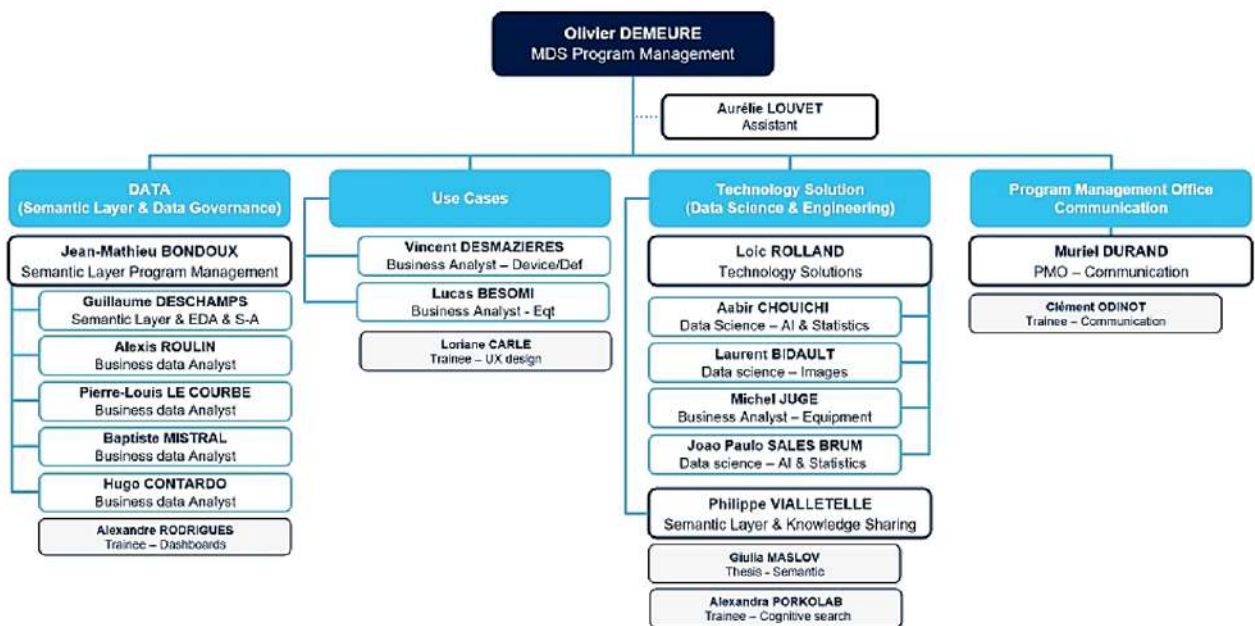 Olivier DEMEURE
MDS Program Management
Aurélie LOUVET
Assistant
DATA
(Semantic Layer & Data Governance)
Jean-Mathieu BONDOUX
Semantic Layer Program Management
Guillaume DESCHAMPS
Semantic Layer & EDA & S-A
Alexis ROULIN
Business data Analyst
Pierre-Louis LE COURBE
Business data Analyst
Baptiste MISTRAL
Business data Analyst
Hugo CONTARDO
Business data Analyst
Alexandre RODRIGUES
Trainee – Dashboards
Use Cases
Vincent DESMAZIERES
Business Analyst – Device/Def
Lucas BESOMI
Business Analyst - Eqt
Loriane CARLE
Trainee – UX design
Technology Solution
(Data Science & Engineering)
Loic ROLLAND
Technology Solutions
Aabir CHOUICHI
Data Science – AI & Statistics
Laurent BIDAULT
Data science – Images
Michel JUGE
Business Analyst – Equipment
Joao Paulo SALES BRUM
Data science – AI & Statistics
Philippe VIALLETELLE
Semantic Layer & Knowledge Sharing
Giulia MASLOV
Thesis - Semantic
Alexandra PORKOLAB
Trainee – Cognitive search
Program Management Office
Communication
Muriel DURAND
PMO – Communication
Clément ODINOT
Trainee – Communication